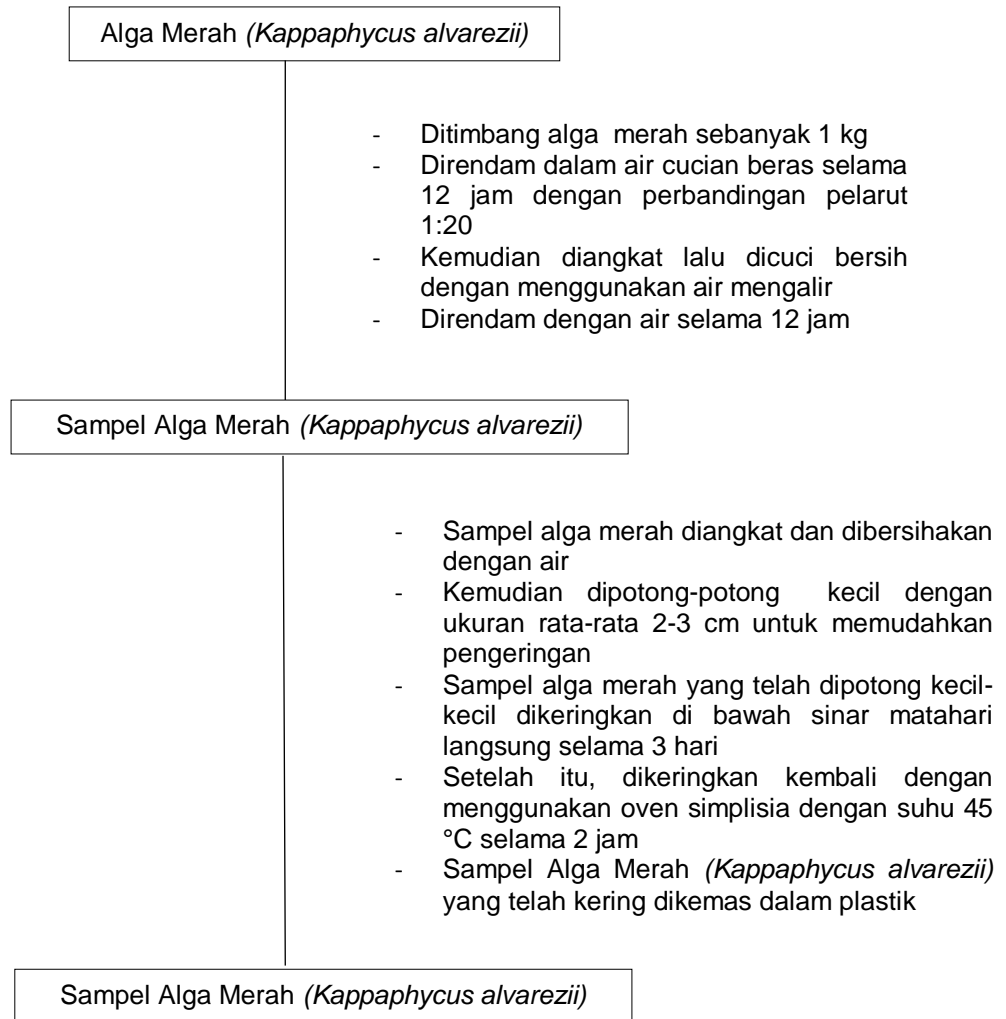 Alga Merah (Kappaphycus alvarezii)
- Ditimbang alga merah sebanyak 1 kg
- Direndam dalam air cucian beras selama
12 jam dengan perbandingan pelarut
1:20
- Kemudian diangkat lalu dicuci bersih
dengan menggunakan air mengalir
- Direndam dengan air selama 12 jam
Sampel Alga Merah (Kappaphycus alvarezii)
- Sampel alga merah diangkat dan dibersihakan
dengan air
- Kemudian dipotong-potong kecil dengan
ukuran rata-rata 2-3 cm untuk memudahkan
pengeringan
- Sampel alga merah yang telah dipotong kecil-
kecil dikeringkan di bawah sinar matahari
langsung selama 3 hari
- Setelah itu, dikeringkan kembali dengan
menggunakan oven simplisia dengan suhu 45
°C selama 2 jam
- Sampel Alga Merah (Kappaphycus alvarezii)
yang telah kering dikemas dalam plastik
Sampel Alga Merah (Kappaphycus alvarezii)